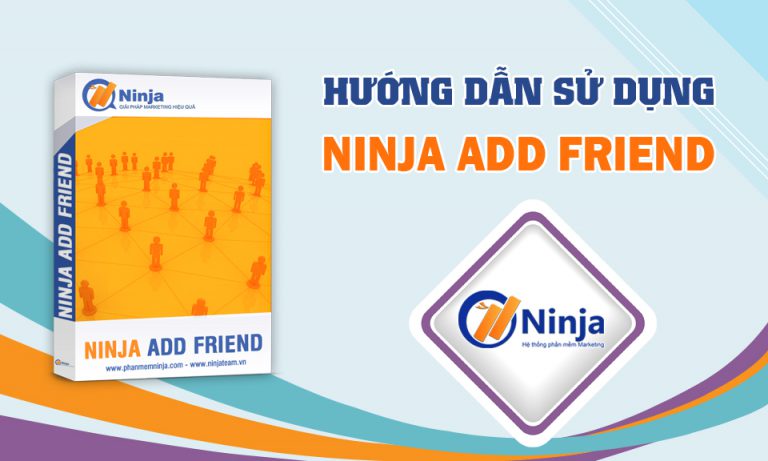 HƯỚNG DẪN SỬ DỤNG
NINJA ADD FRIEND
Ninja
GIẢI PHÁP MARKETING HIỆU QUẢ
NINJA ADD FRIEND
NINJA ADD FRIEND
www.phanmemninja.com - www.ninjateam.vn
Ninja
Ninja
Hệ thống phần mềm Marketing